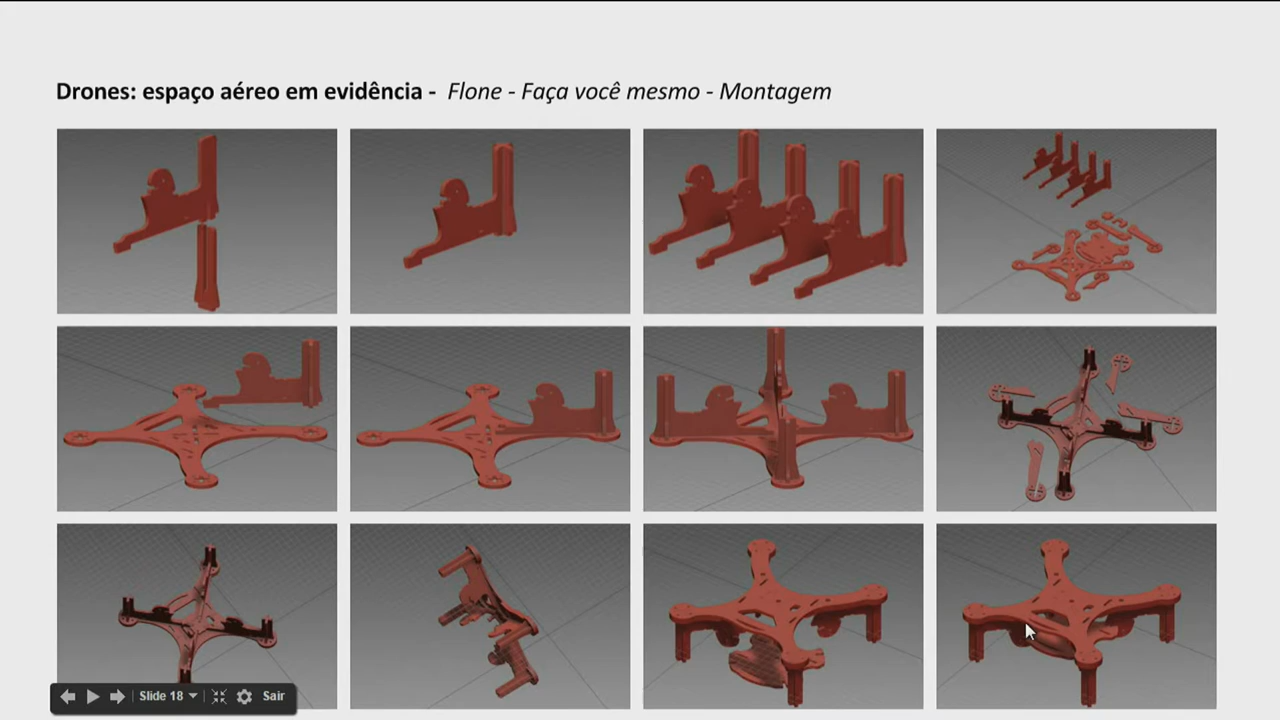 Drones: espaço aéreo em evidência - Flone - Faça você mesmo - Montagem
Slide 18
Sair